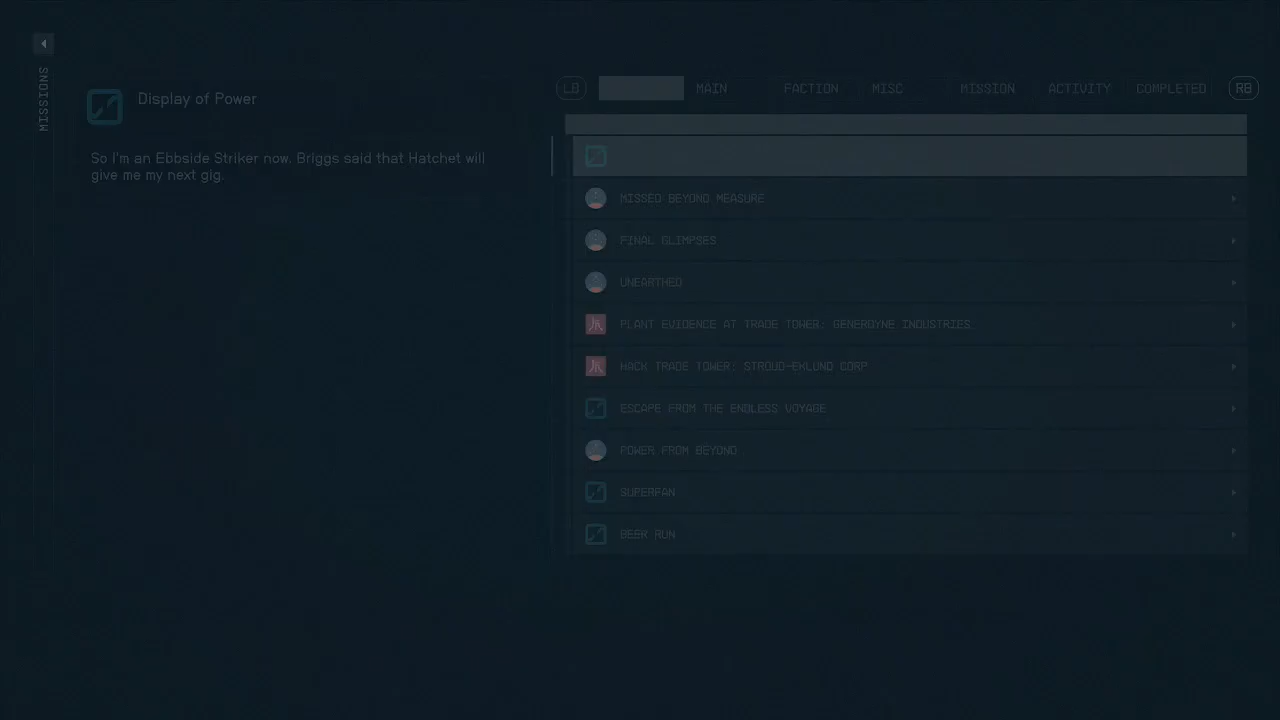 MISSIONS
Display of Power
So I'm an Ebbside Striker now. Briggs said that Hatchet will
give me my next gig.
LB MAIN FACTION MISC MISSION ACTIVITY COMPLETED RB
MISSED BEYOND MEASURE
FINAL GLIMPSES
UNEARTHED
PLANT EVIDENCE AT TRADE TOWER: GENERDYNE INDUSTRIES
HACK TRADE TOWER: STROUD-EKLUND CORP
ESCAPE FROM THE ENDLESS VOYAGE
POWER FROM BEYOND
SUPERFAN
BEEK RUN